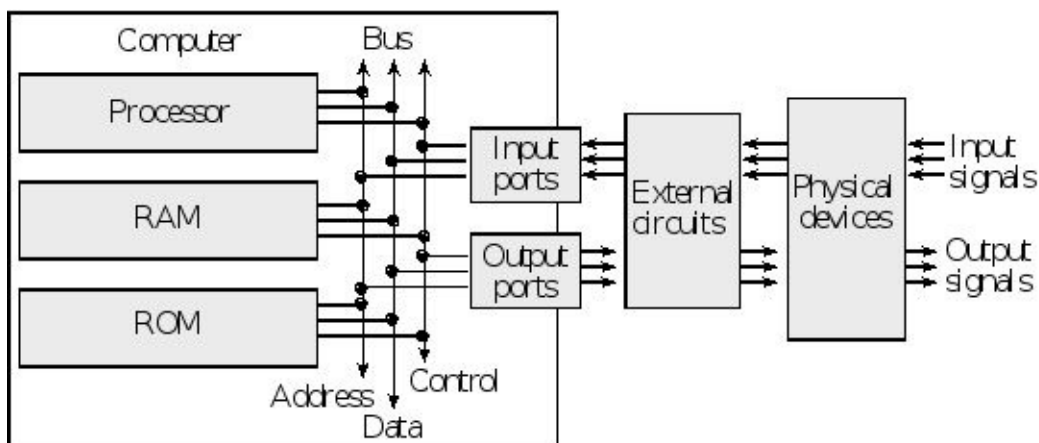 Computer
Bus
Processor
RAM
ROM
Address
Data
Control
Input
ports
Output
ports
External
circuits
Physical
devices
Input
signals
Output
signals